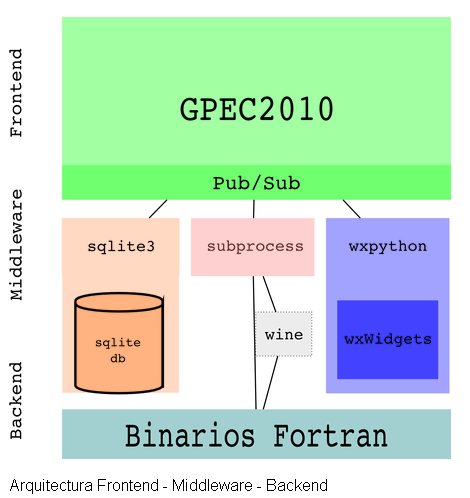 Frontend
GPEC2010
Pub/Sub
Middleware
sqlite3
subprocess
wxpython
sqlite
db
wine
wxWidgets
Backend
Binarios Fortran
Arquitectura Frontend - Middleware - Backend